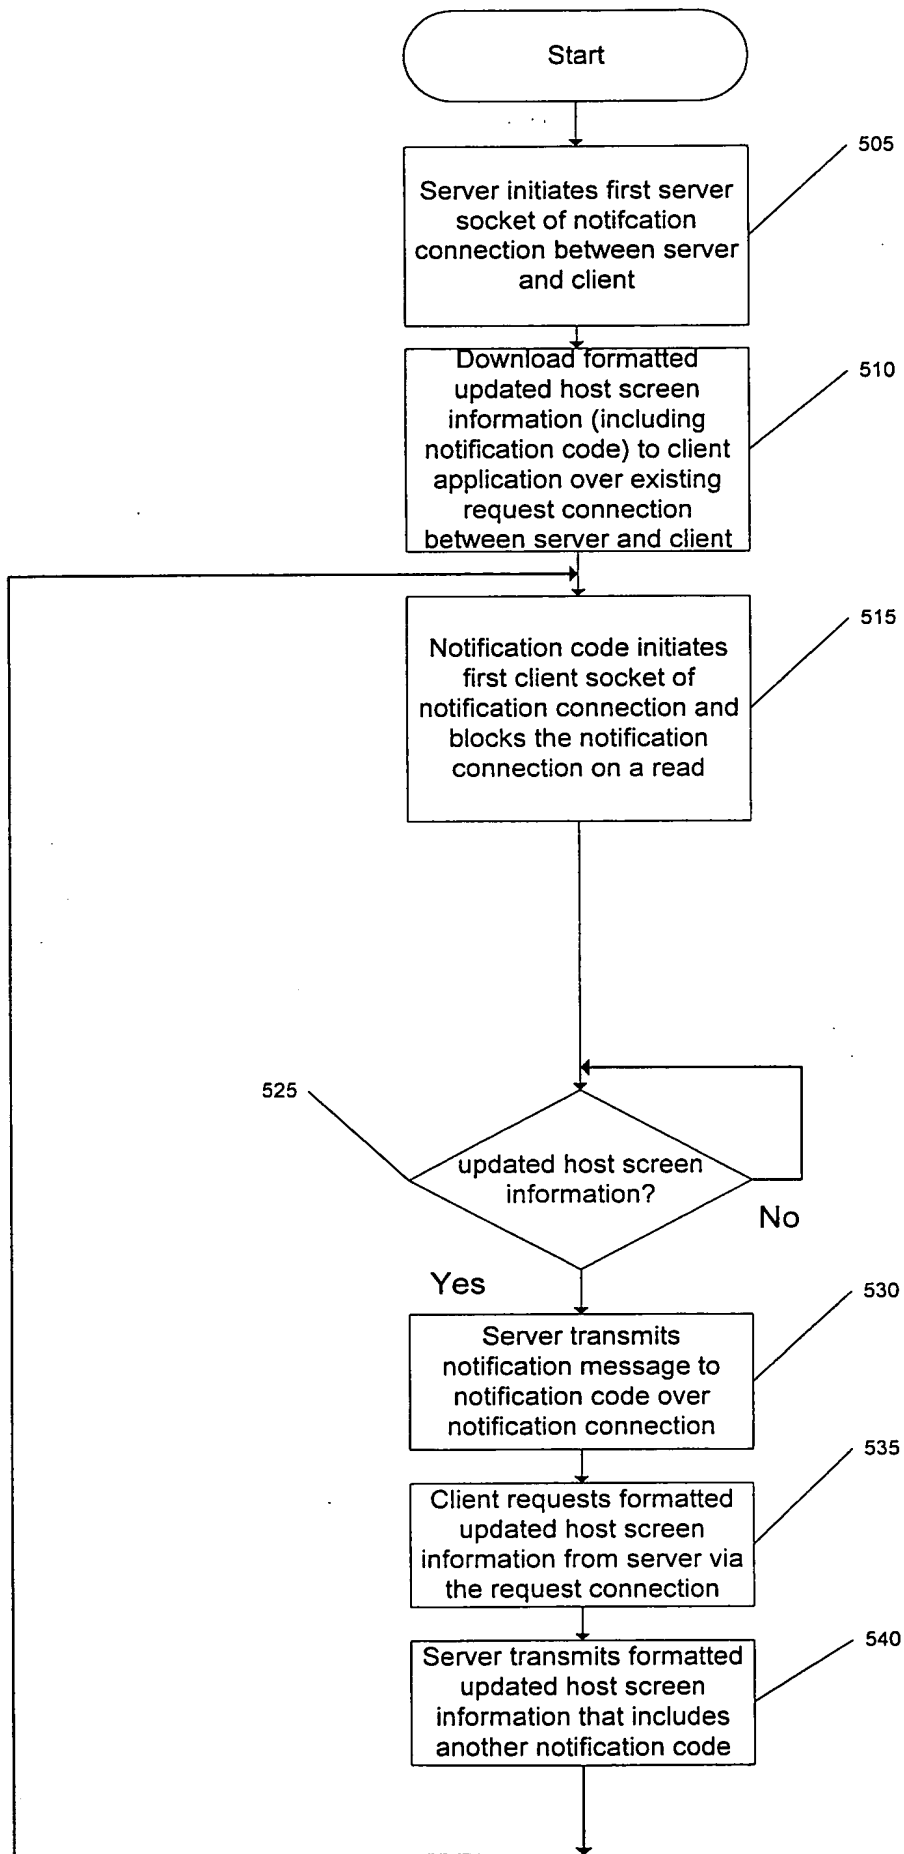 Start
505
Server initiates first server
socket of notifcation
connection between server
and client
510
Download formatted
updated host screen
information (including
notification code) to client
application over existing
request connection
between server and client
515
Notification code initiates
first client socket of
notification connection and
blocks the notification
connection on a read
525
updated host screen
information?
No
Yes
530
Server transmits
notification message to
notification code over
notification connection
535
Client requests formatted
updated host screen
information from server via
the request connection
540
Server transmits formatted
updated host screen
information that includes
another notification code